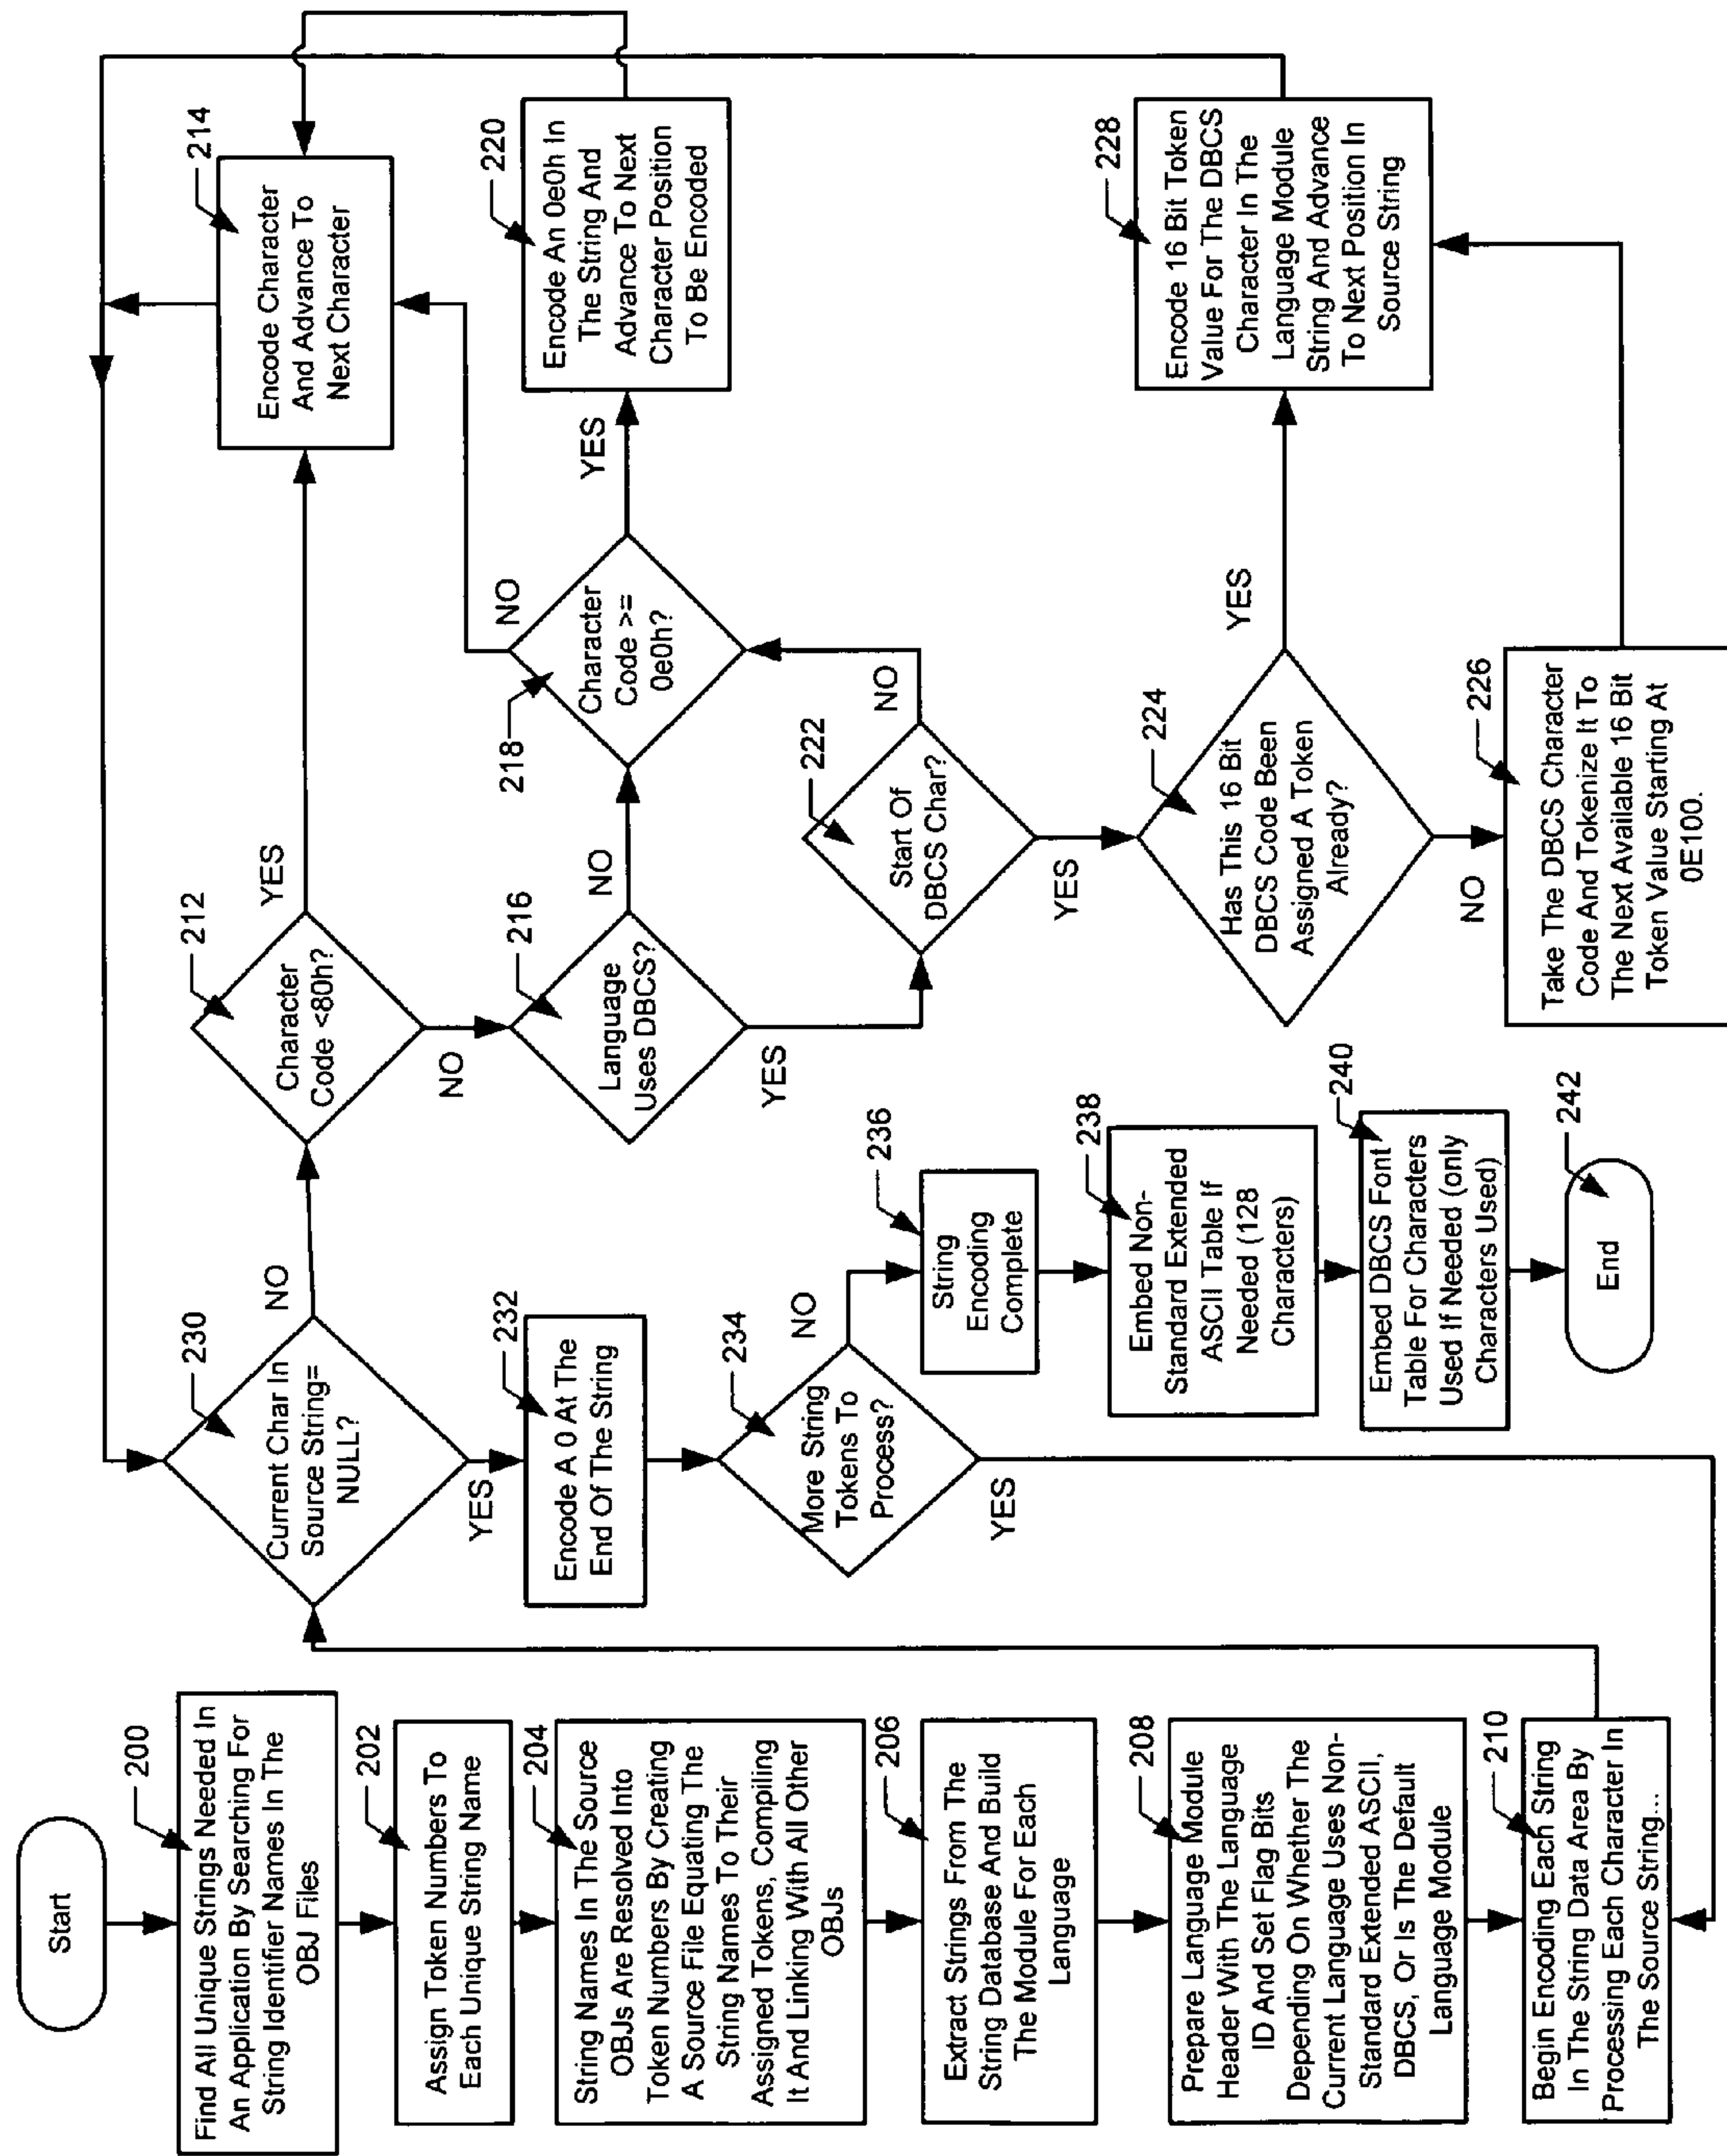 Start
200
Find All Unique Strings Needed In
An Application By Searching For
String Identifier Names In The
OBJ Files
202
Assign Token Numbers To
Each Unique String Name
204
String Names In The Source
OBJs Are Resolved Into
Token Numbers By Creating
A Source File Equating The
String Names To Their
Assigned Tokens, Compiling
It And Linking With All Other
OBJs
206
Extract Strings From The
String Database And Build
The Module For Each
Language
208
Prepare Language Module
Header With The Language
ID And Set Flag Bits
Depending On Whether The
Current Language Uses Non-
Standard Extended ASCII,
DBCS, Or Is The Default
Language Module
210
Begin Encoding Each String
In The String Data Area By
Processing Each Character In
The Source String...
230
Current Char In
Source String=
NULL?
NO
YES
232
Encode A 0 At The
End Of The String
234
More String
Tokens To
Process?
NO
YES
236
String
Encoding
Complete
238
Embed Non-
Standard Extended
ASCII Table If
Needed (128
Characters)
240
Embed DBCS Font
Table For Characters
Used If Needed (only
Characters Used)
242
End
212
Character
Code <80h?
YES
NO
214
Encode Character
And Advance To
Next Character
216
Language
Uses DBCS?
NO
YES
218
Character
Code >=
0e0h?
NO
YES
220
Encode An 0e0h In
The String And
Advance To Next
Character Position
To Be Encoded
222
Start Of
DBCS Char?
NO
YES
224
Has This 16 Bit
DBCS Code Been
Assigned A Token
Already?
YES
NO
226
Take The DBCS Character
Code And Tokenize It To
The Next Available 16 Bit
Token Value Starting At
0E100.
228
Encode 16 Bit Token
Value For The DBCS
Character In The
Language Module
String And Advance
To Next Position In
Source String